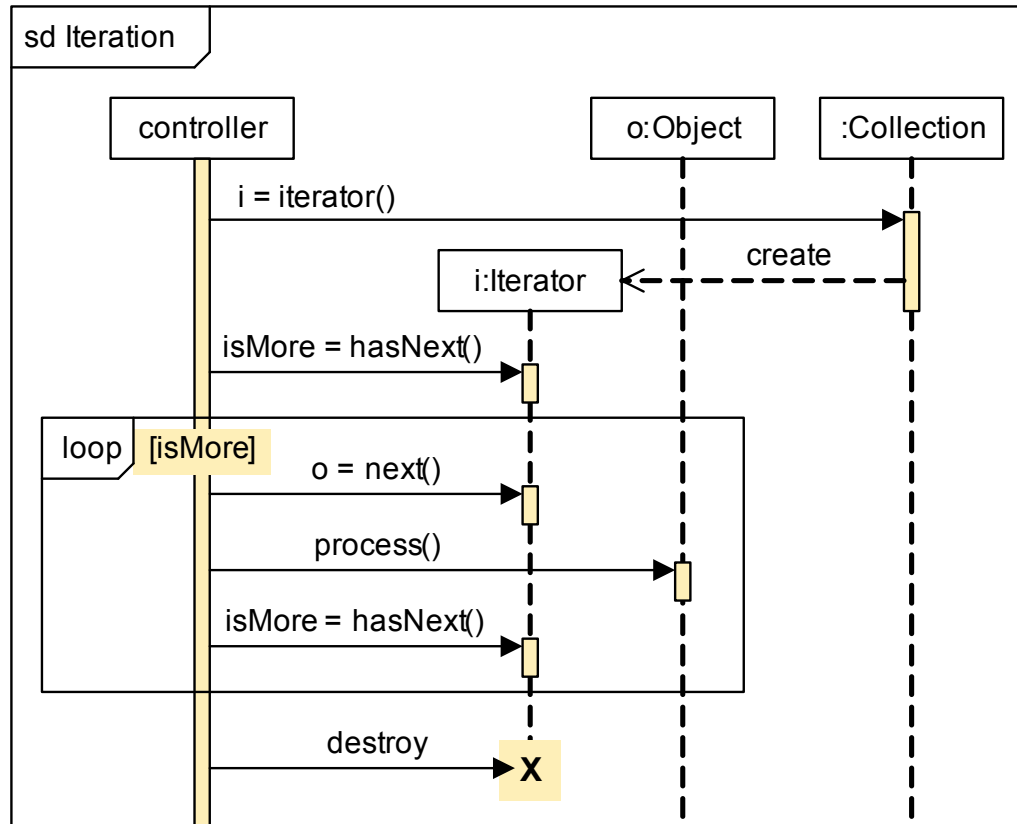 sd Iteration
controller
o:Object
:Collection
i = iterator()
create
i:Iterator
isMore = hasNext()
loop [isMore]
o = next()
process()
isMore = hasNext()
destroy
X